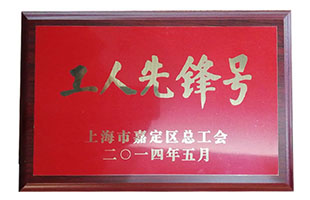 工人先锋号
上海市嘉定区总工会
二〇一四年五月